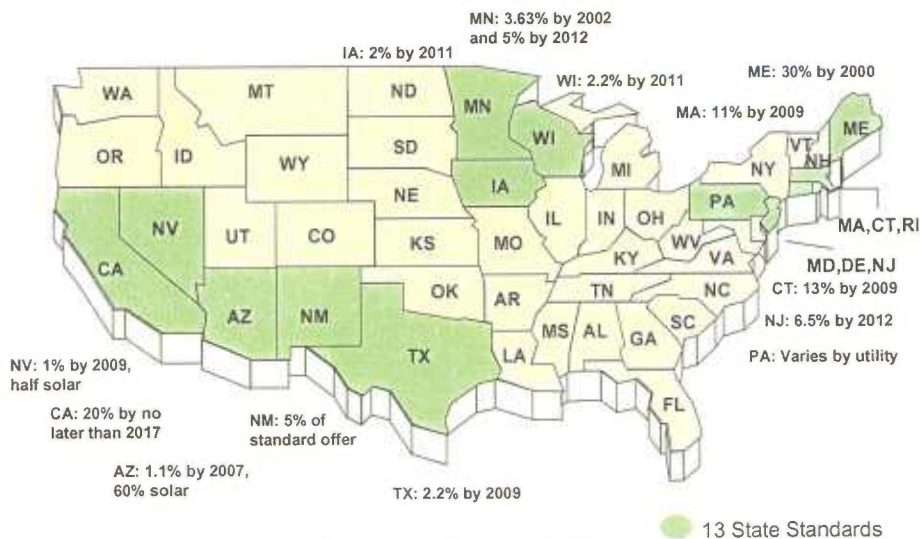 MN: 3.63% by 2002
and 5% by 2012
IA: 2% by 2011
WI: 2.2% by 2011
ME: 30% by 2000
MA: 11% by 2009
WA
MT
ND
MN
OR
ID
WY
SD
WI
MI
NY
VT
NH
ME
NV
UT
CO
NE
IA
IL
IN
OH
PA
MA,CT,RI
CA
KS
MO
KY
WV
VA
MD,DE,NJ
AZ
NM
OK
AR
TN
NC
CT: 13% by 2009
TX
LA
MS
AL
GA
SC
NJ: 6.5% by 2012
FL
PA: Varies by utility
NV: 1% by 2009,
half solar
CA: 20% by no
later than 2017
NM: 5% of
standard offer
AZ: 1.1% by 2007,
60% solar
TX: 2.2% by 2009
13 State Standards